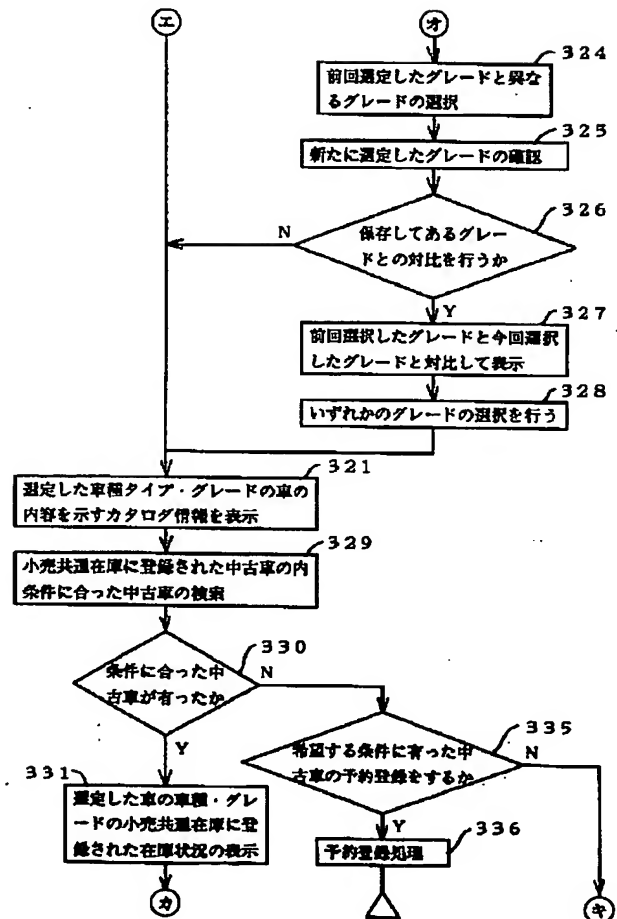 エ
オ
324
前回選定したグレードと異な
るグレードの選択
325
新たに選定したグレードの確認
326
保存してあるグレー
ドとの対比を行うか
N
Y
327
前回選択したグレードと今回選択
したグレードと対比して表示
328
いずれかのグレードの選択を行う
321
選定した車種タイプ・グレードの車の
内容を示すカタログ情報を表示
329
小売共通在庫に登録された中古車の内
条件に合った中古車の検索
330
条件に合った中
古車が有ったか
N
Y
335
希望する条件に有った中
古車の予約登録をするか
N
Y
331
選定した車の車種・グレ
ードの小売共通在庫に登
録された在庫状況の表示
336
予約登録処理
カ
キ